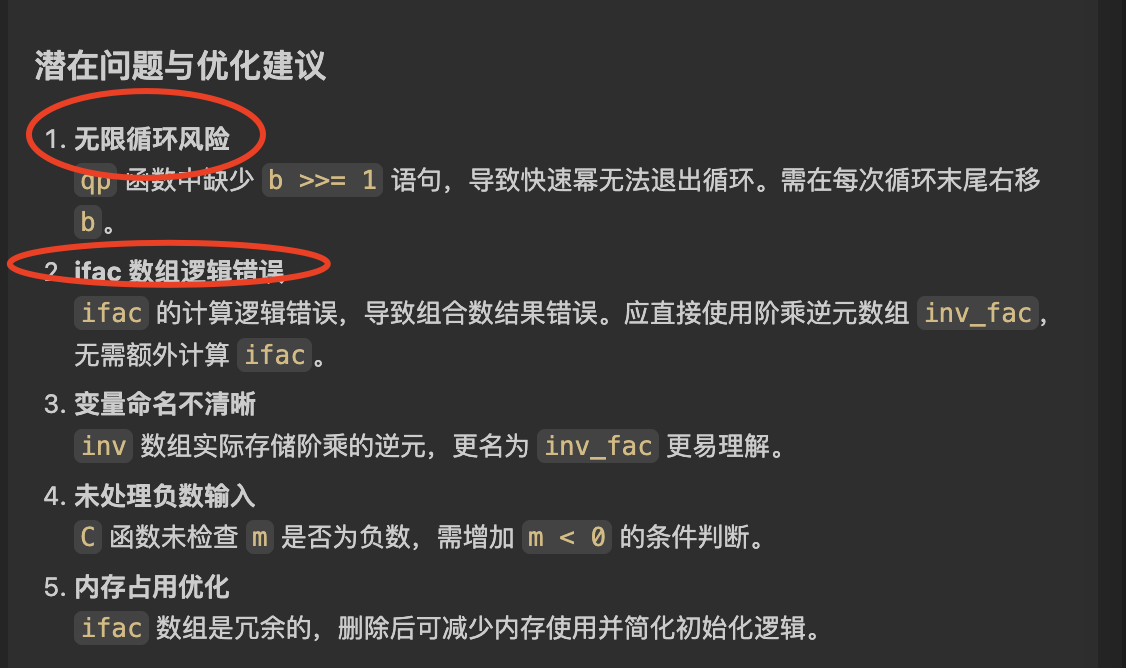 潜在问题与优化建议
1. 无限循环风险
qp 函数中缺少 b >>= 1 语句，导致快速幂无法退出循环。需在每次循环末尾右移
b 。
2. ifac 数组逻辑错误
ifac 的计算逻辑错误，导致组合数结果错误。应直接使用阶乘逆元数组 inv_fac ，
无需额外计算 ifac 。
3. 变量命名不清晰
inv 数组实际存储阶乘的逆元，更名为 inv_fac 更易理解。
4. 未处理负数输入
C 函数未检查 m 是否为负数，需增加 m < 0 的条件判断。
5. 内存占用优化
ifac 数组是冗余的，删除后可减少内存使用并简化初始化逻辑。